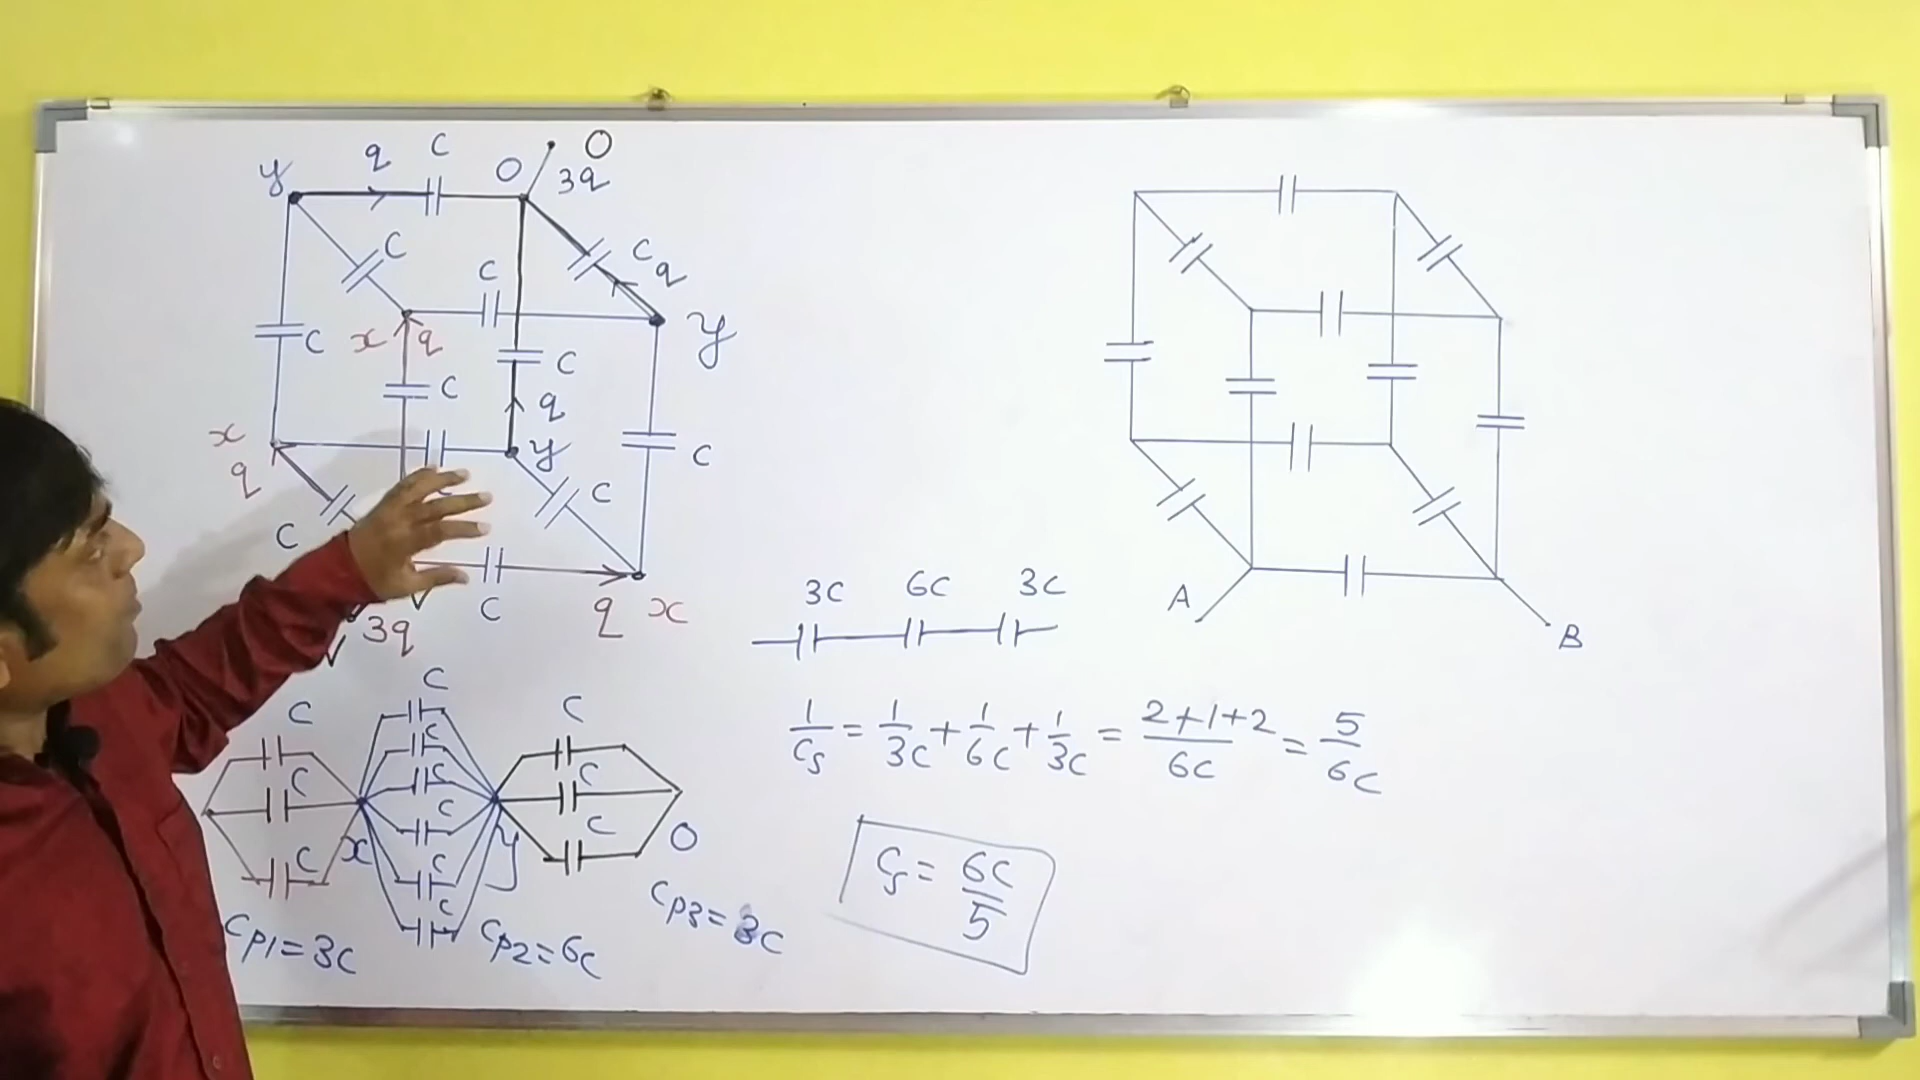 y q C O O
3q
C C C q
x q y
C C C
C q
x y C
q C C
C
3q q x
3C 6C 3C
A B
C C C
C C C
C C
C C
C C
C
x y O
1/Cs = 1/3C + 1/6C + 1/3C = 2+1+2/6C = 5/6C
Cs = 6C/5
Cp1 = 3C Cp2 = 6C Cp3 = 3C